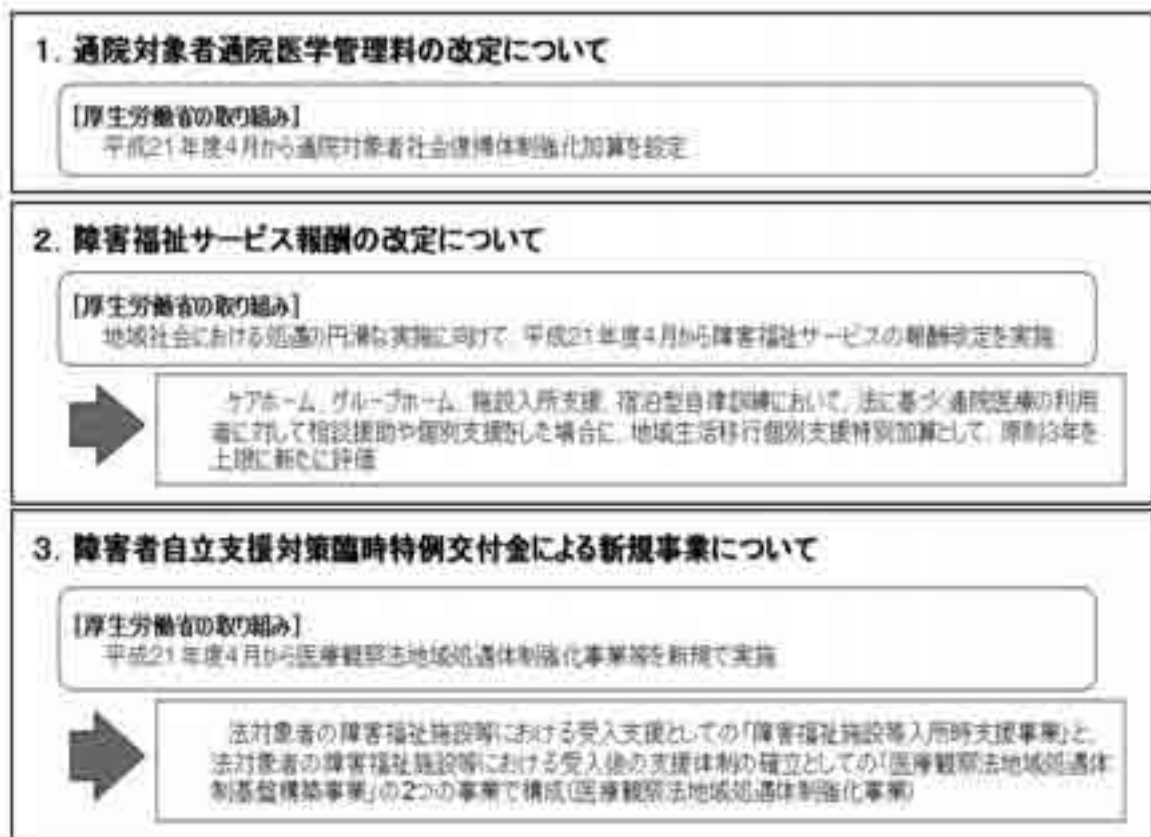 1. 通院対象者通院医学管理料の改定について
【厚生労働省の取り組み】
平成21年度4月から通院対象者社会復帰体制強化加算を設定
2. 障害福祉サービス報酬の改定について
【厚生労働省の取り組み】
地域社会における処遇の円滑な実施に向けて、平成21年度4月から障害福祉サービスの報酬改定を実施
ケアホーム、グループホーム、施設入所支援、宿泊型自律訓練において、法に基づく通院医療の利用
者に対して相談援助や個別支援をした場合に、地域生活移行個別支援特別加算として、原則3年を
上限に新たに評価
3. 障害者自立支援対策臨時特例交付金による新規事業について
【厚生労働省の取り組み】
平成21年度4月から医療観察法地域処遇体制強化事業等を新規で実施
法対象者の障害福祉施設等における受入支援としての「障害福祉施設等入所時支援事業」と、
法対象者の障害福祉施設等における受入後の支援体制の確立としての「医療観察法地域処遇体
制基盤構築事業」の2つの事業で構成(医療観察法地域処遇体制強化事業)